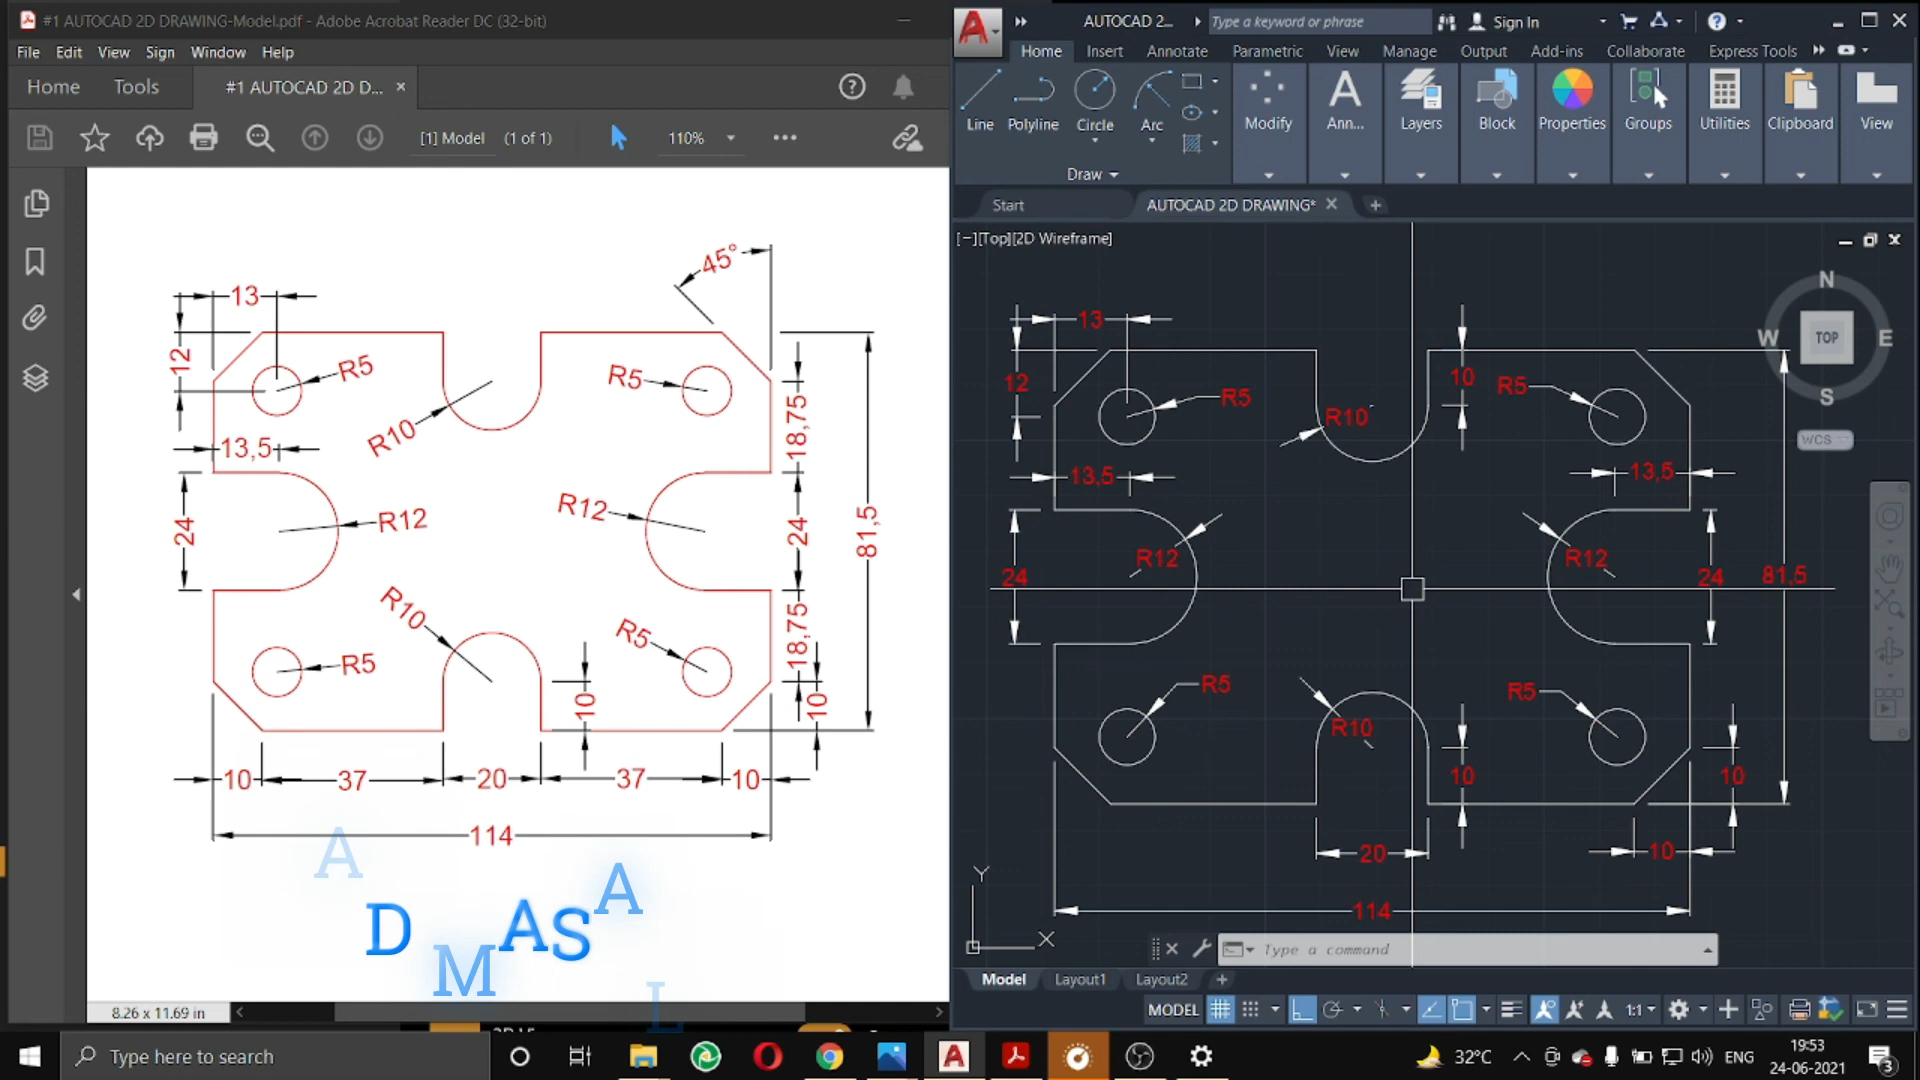 #1 AUTOCAD 2D DRAWING-Model.pdf - Adobe Acrobat Reader DC (32-bit)
File Edit View Sign Window Help
Home Tools #1 AUTOCAD 2D D... ×
[1] Model (1 of 1) 110%
45°
13
12
R5
R5
R10
18,75
13,5
24
R12
R12
24
81,5
R10
R5
R5
18,75
10
10
10
37
20
37
10
114
A
D
M
A
S
A
L
8.26 x 11.69 in
AUTOCAD 2... Type a keyword or phrase Sign In
Home Insert Annotate Parametric View Manage Output Add-ins Collaborate Express Tools
Line Polyline Circle Arc Modify Ann... Layers Block Properties Groups Utilities Clipboard View
Draw
Start AUTOCAD 2D DRAWING*
[−][Top][2D Wireframe]
N
W TOP E
S
WCS
13
12
R5
R10
10
R5
13,5
13,5
24
R12
R12
24
81,5
R5
R10
R5
10
10
20
10
114
Y
X
Type a command
Model Layout1 Layout2 +
MODEL 1:1
Type here to search
32°C ENG
19:53
24-06-2021
3